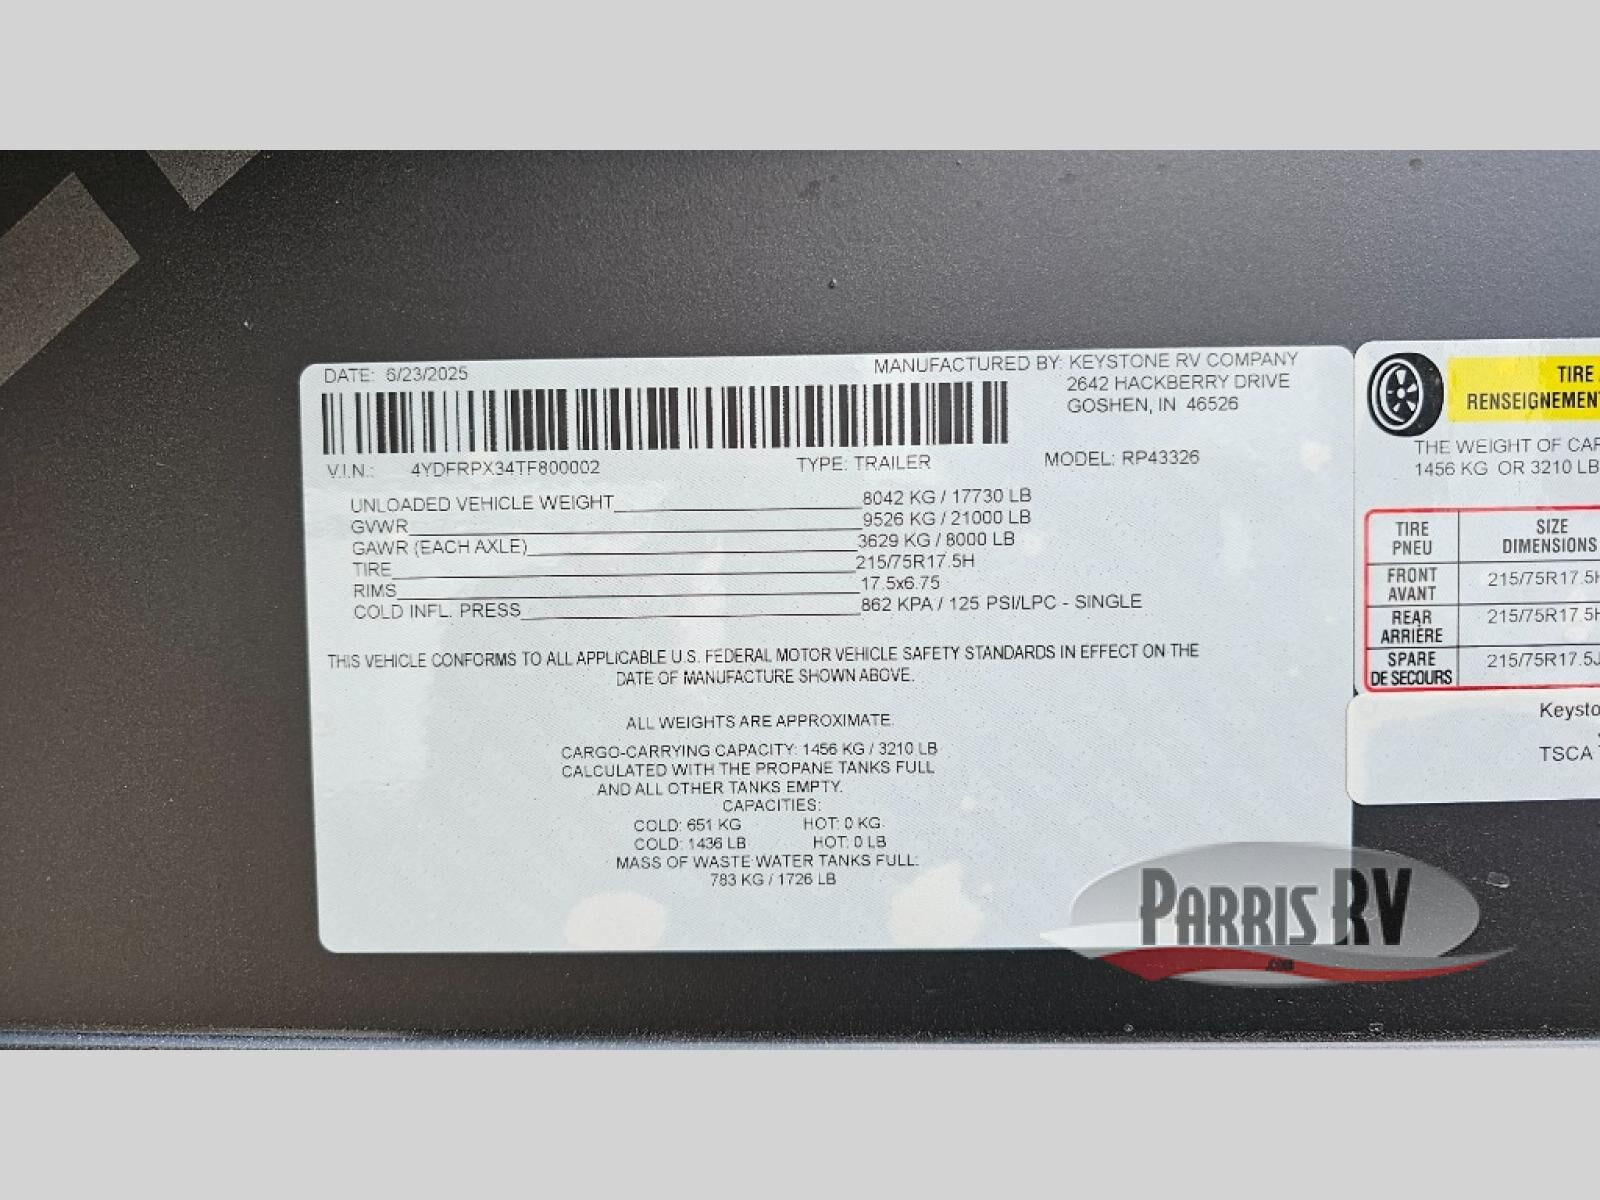 DATE: 6/23/2025
MANUFACTURED BY: KEYSTONE RV COMPANY
2642 HACKBERRY DRIVE
GOSHEN, IN 46526
V.I.N.: 4YDFRPX34TF800002 TYPE: TRAILER MODEL: RP43326
UNLOADED VEHICLE WEIGHT 8042 KG / 17730 LB
GVWR 9526 KG / 21000 LB
GAWR (EACH AXLE) 3629 KG / 8000 LB
TIRE 215/75R17.5H
RIMS 17.5x6.75
COLD INFL. PRESS 862 KPA / 125 PSI/LPC - SINGLE
THIS VEHICLE CONFORMS TO ALL APPLICABLE U.S. FEDERAL MOTOR VEHICLE SAFETY STANDARDS IN EFFECT ON THE
DATE OF MANUFACTURE SHOWN ABOVE.
ALL WEIGHTS ARE APPROXIMATE.
CARGO-CARRYING CAPACITY: 1456 KG / 3210 LB
CALCULATED WITH THE PROPANE TANKS FULL
AND ALL OTHER TANKS EMPTY.
CAPACITIES:
COLD: 651 KG HOT: 0 KG
COLD: 1436 LB HOT: 0 LB
MASS OF WASTE WATER TANKS FULL:
783 KG / 1726 LB
TIRE
RENSEIGNEMENT
THE WEIGHT OF CAR
1456 KG OR 3210 LB
TIRE SIZE
PNEU DIMENSIONS
FRONT 215/75R17.5H
AVANT
REAR 215/75R17.5H
ARRIÈRE
SPARE 215/75R17.5J
DE SECOURS
Keysto
TSCA
PARRIS RV
.com